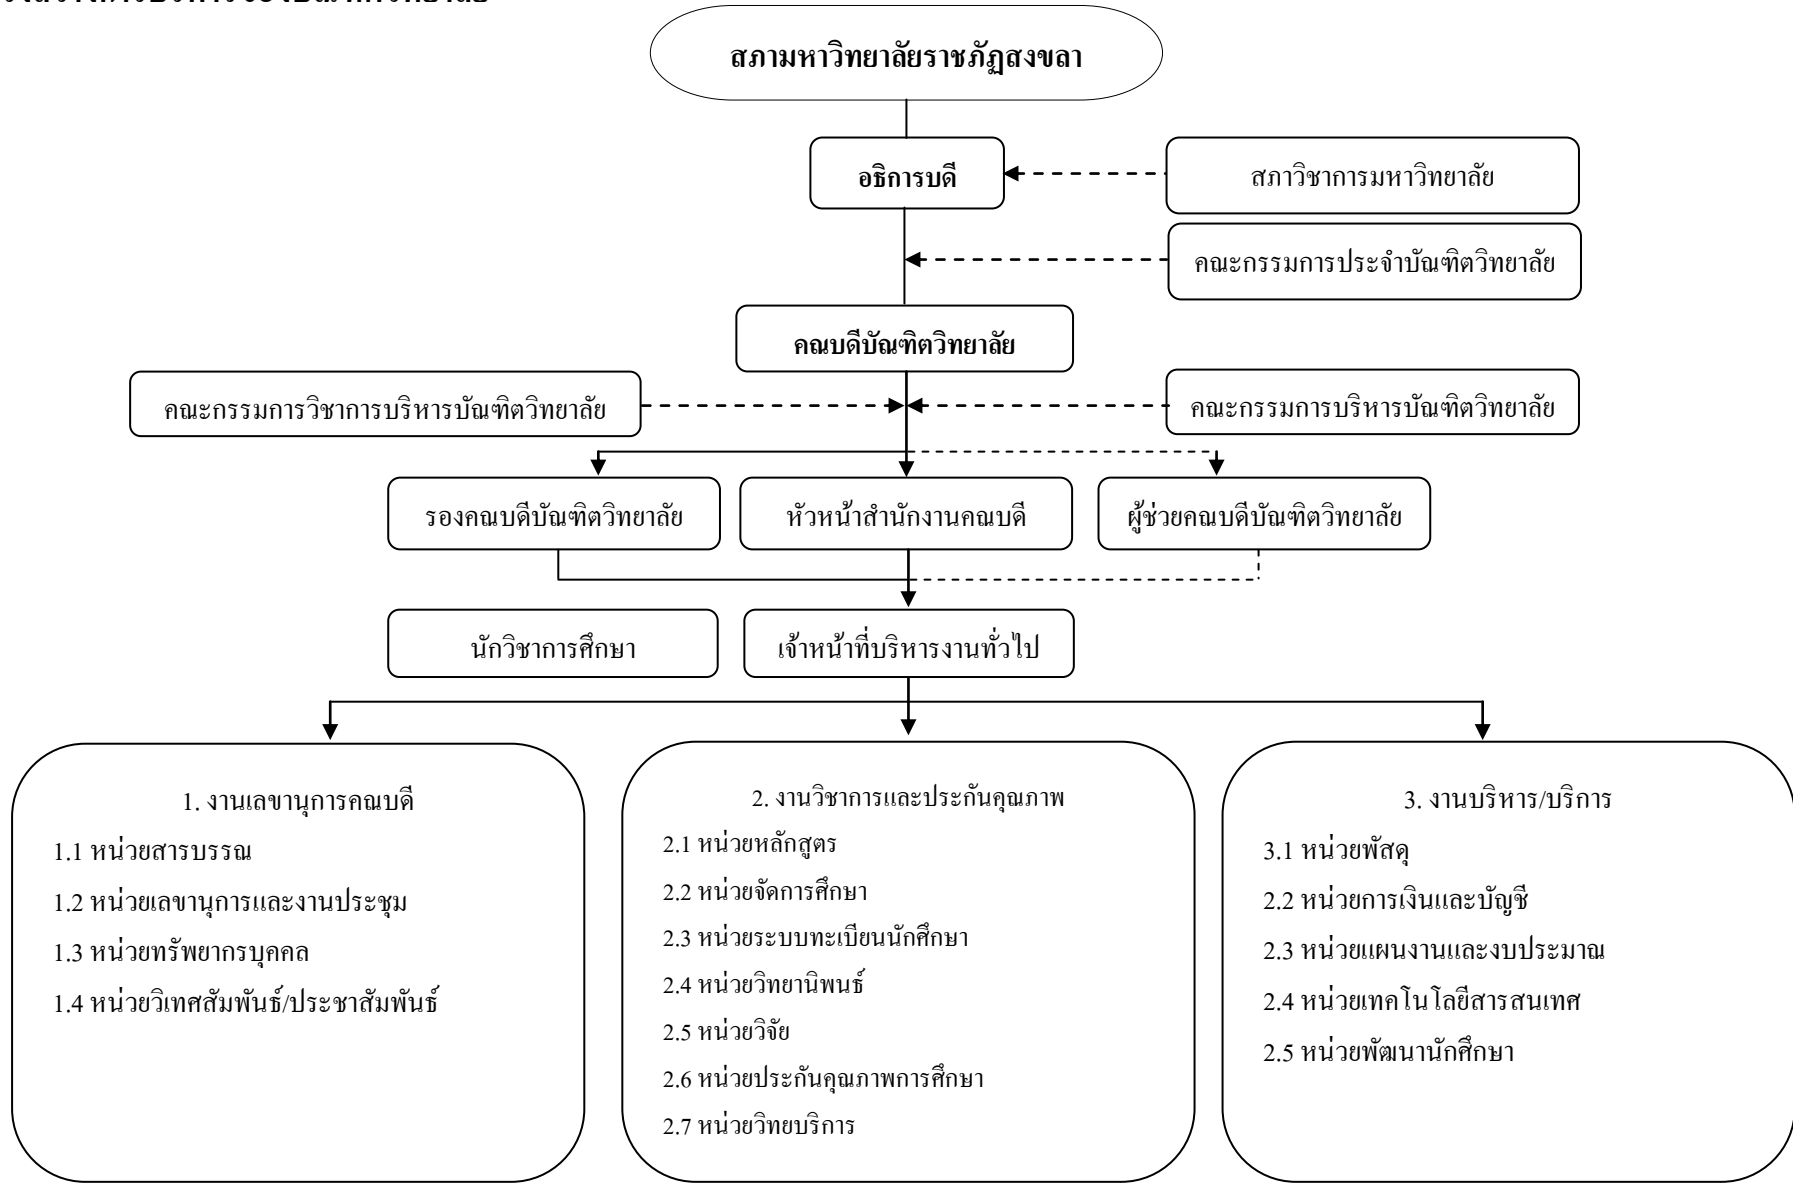 สภามหาวิทยาลัยราชภัฏสงขลา
อธิการบดี
สภาวิชาการมหาวิทยาลัย
คณะกรรมการประจำบัณฑิตวิทยาลัย
คณบดีบัณฑิตวิทยาลัย
คณะกรรมการวิชาการบริหารบัณฑิตวิทยาลัย
คณะกรรมการบริหารบัณฑิตวิทยาลัย
รองคณบดีบัณฑิตวิทยาลัย
หัวหน้าสำนักงานคณบดี
ผู้ช่วยคณบดีบัณฑิตวิทยาลัย
นักวิชาการศึกษา
เจ้าหน้าที่บริหารงานทั่วไป
1. งานเลขานุการคณบดี
1.1 หน่วยสารบรรณ
1.2 หน่วยเลขานุการและงานประชุม
1.3 หน่วยทรัพยากรบุคคล
1.4 หน่วยวิเทศสัมพันธ์/ประชาสัมพันธ์
2. งานวิชาการและประกันคุณภาพ
2.1 หน่วยหลักสูตร
2.2 หน่วยจัดการศึกษา
2.3 หน่วยระบบทะเบียนนักศึกษา
2.4 หน่วยวิทยานิพนธ์
2.5 หน่วยวิจัย
2.6 หน่วยประกันคุณภาพการศึกษา
2.7 หน่วยวิทยบริการ
3. งานบริหาร/บริการ
3.1 หน่วยพัสดุ
2.2 หน่วยการเงินและบัญชี
2.3 หน่วยแผนงานและงบประมาณ
2.4 หน่วยเทคโนโลยีสารสนเทศ
2.5 หน่วยพัฒนานักศึกษา